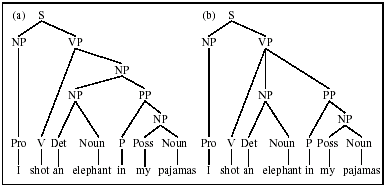 (a) S (b) S
NP VP NP VP
NP
NP PP NP PP
NP NP
Pro V Det Noun P Poss Noun Pro V Det Noun P Poss Noun
I shot an elephant in my pajamas I shot an elephant in my pajamas